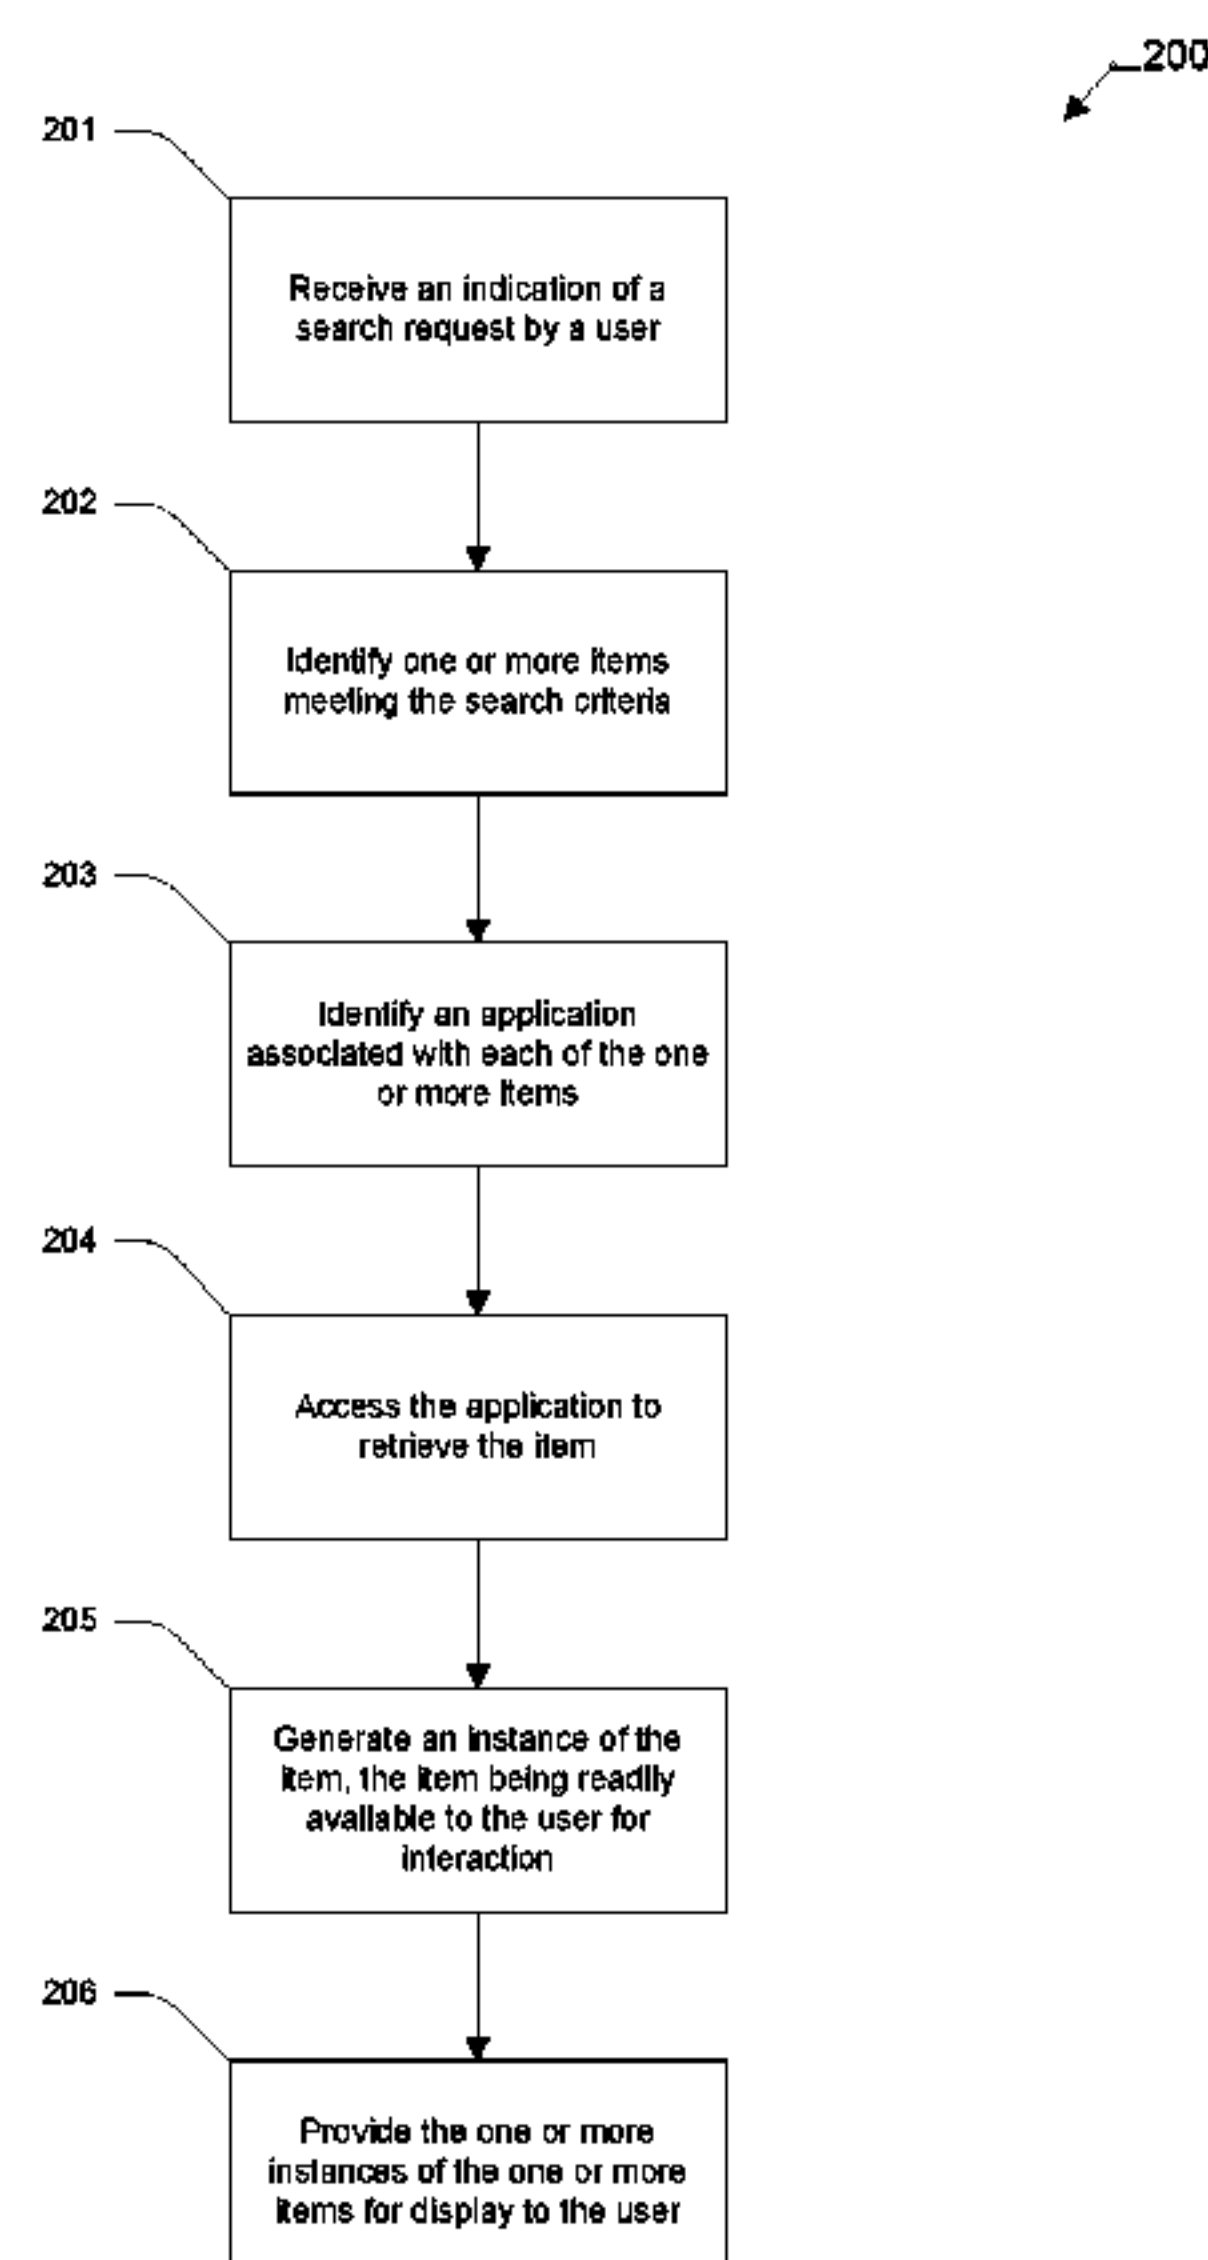 200
201
Receive an indication of a
search request by a user
202
Identify one or more items
meeting the search criteria
203
Identify an application
associated with each of the one
or more items
204
Access the application to
retrieve the item
205
Generate an instance of the
item, the item being readily
available to the user for
interaction
206
Provide the one or more
instances of the one or more
items for display to the user